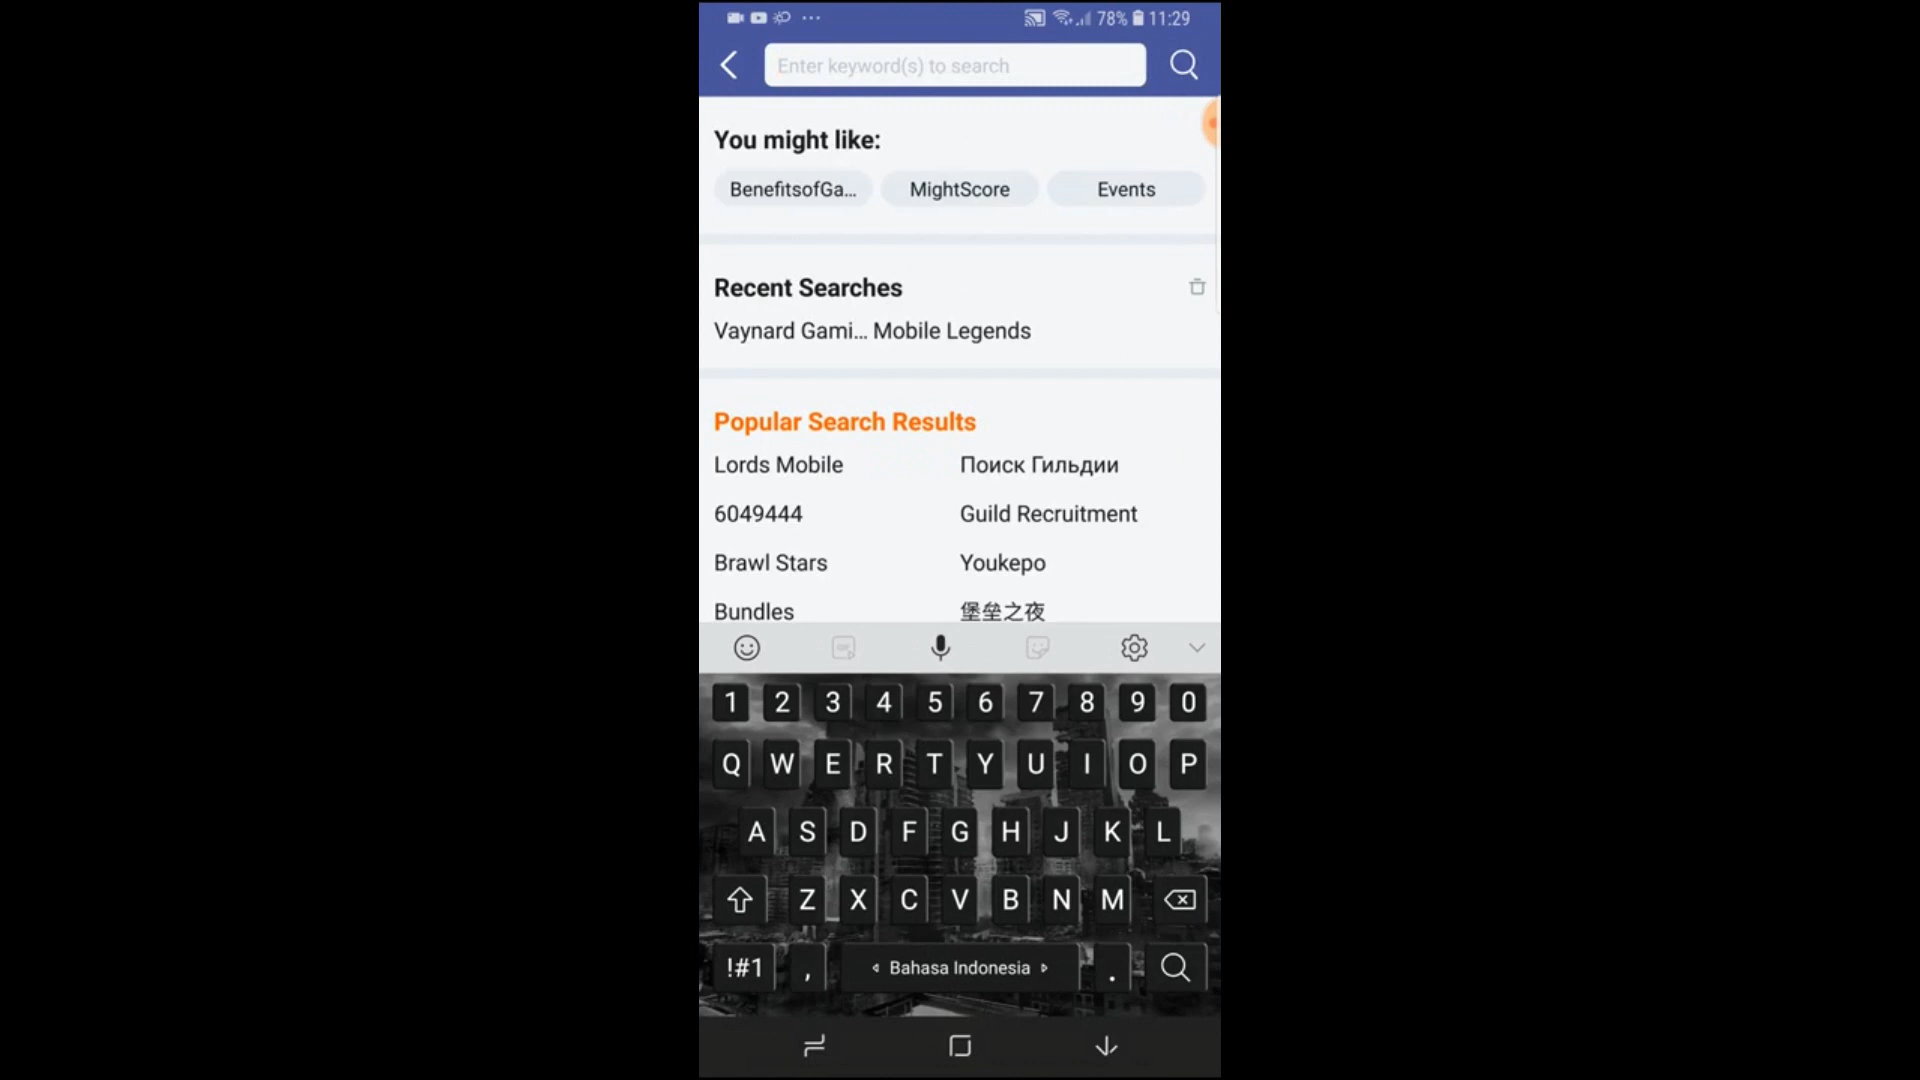 78% 11:29
Enter keyword(s) to search
You might like:
BenefitsofGa... MightScore Events
Recent Searches
Vaynard Gami... Mobile Legends
Popular Search Results
Lords Mobile Поиск Гильдии
6049444 Guild Recruitment
Brawl Stars Youkepo
Bundles 堡垒之夜
1 2 3 4 5 6 7 8 9 0
Q W E R T Y U I O P
A S D F G H J K L
Z X C V B N M
!#1 , Bahasa Indonesia .